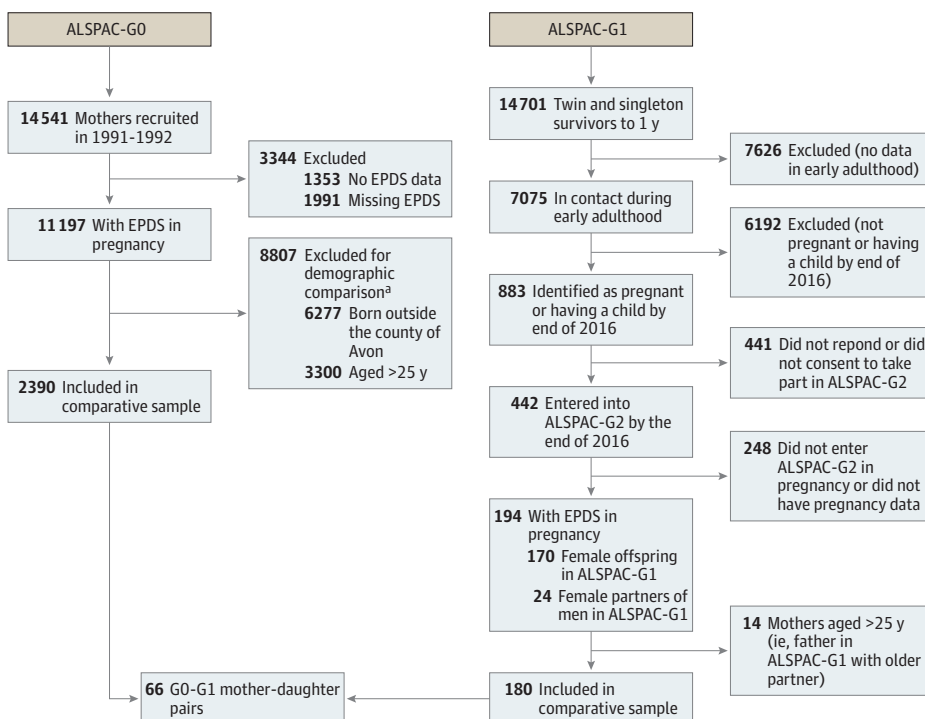 ALSPAC-G0
14541 Mothers recruited
in 1991-1992
3344 Excluded
1353 No EPDS data
1991 Missing EPDS
11197 With EPDS in
pregnancy
8807 Excluded for
demographic
comparisonᵃ
6277 Born outside
the county of
Avon
3300 Aged >25 y
2390 Included in
comparative sample
66 G0-G1 mother-daughter
pairs
ALSPAC-G1
14701 Twin and singleton
survivors to 1 y
7626 Excluded (no data
in early adulthood)
7075 In contact during
early adulthood
6192 Excluded (not
pregnant or having
a child by end of
2016)
883 Identified as pregnant
or having a child by
end of 2016
441 Did not repond or did
not consent to take
part in ALSPAC-G2
442 Entered into
ALSPAC-G2 by the
end of 2016
248 Did not enter
ALSPAC-G2 in
pregnancy or did not
have pregnancy data
194 With EPDS in
pregnancy
170 Female offspring
in ALSPAC-G1
24 Female partners of
men in ALSPAC-G1
14 Mothers aged >25 y
(ie, father in
ALSPAC-G1 with older
partner)
180 Included in
comparative sample